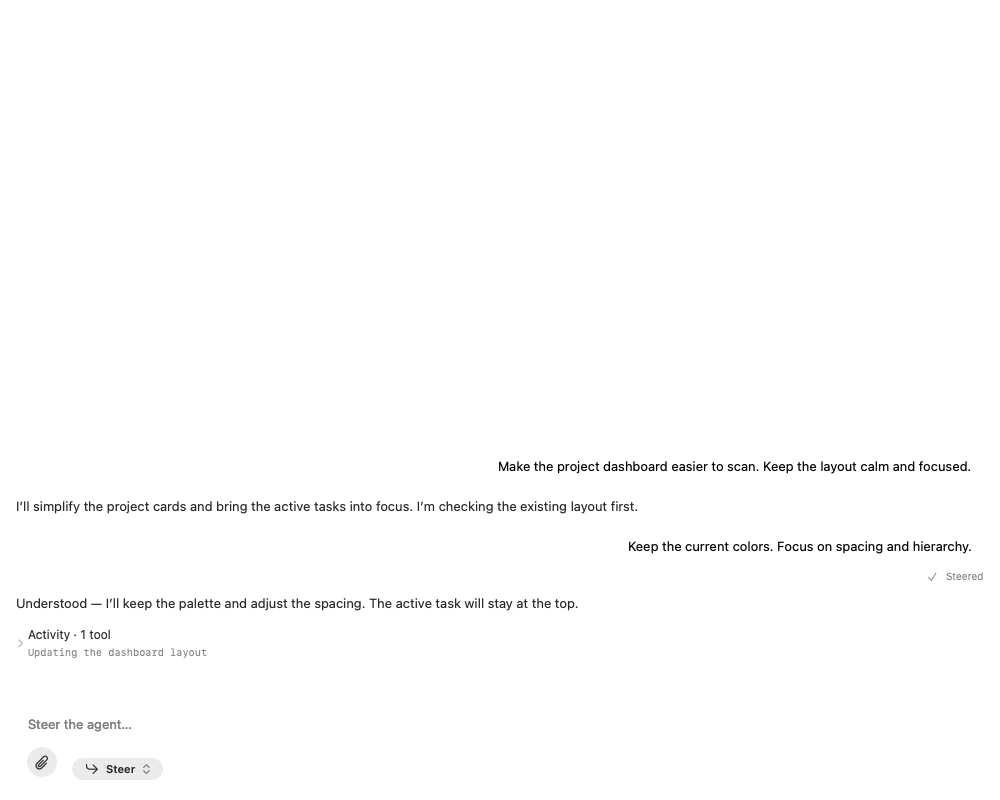 Make the project dashboard easier to scan. Keep the layout calm and focused.
I’ll simplify the project cards and bring the active tasks into focus. I’m checking the existing layout first.
Keep the current colors. Focus on spacing and hierarchy.
Steered
Understood — I’ll keep the palette and adjust the spacing. The active task will stay at the top.
Activity · 1 tool
Updating the dashboard layout
Steer the agent…
Steer